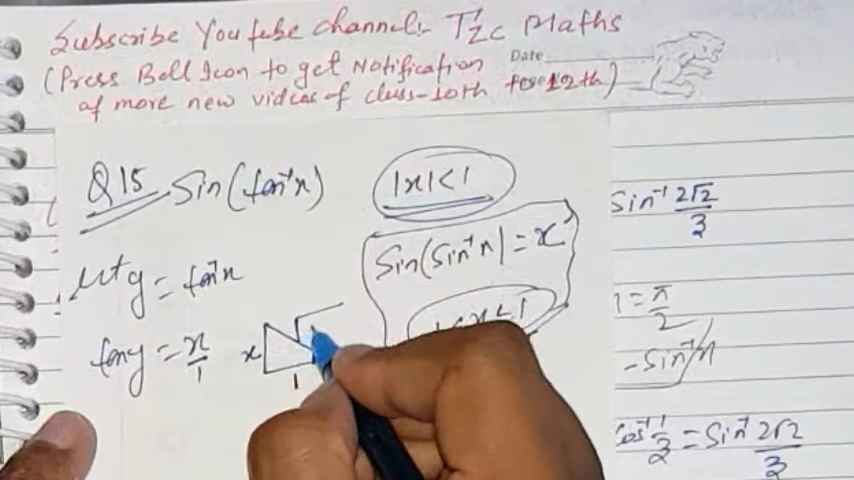 Subscribe YouTube channel:- TZC Maths
(Press Bell Icon to get Notification
Date
of more new videos of class-10th to 12th)
Q15 Sin(tan⁻¹x) |x|<1
Sin(sin⁻¹x)=x
let y=tan⁻¹x
tany=x/1
x
1
Sin⁻¹ 2√2/3
1=π/2
-Sin⁻¹x
Cos⁻¹ 1/3 = Sin⁻¹ 2√2/3